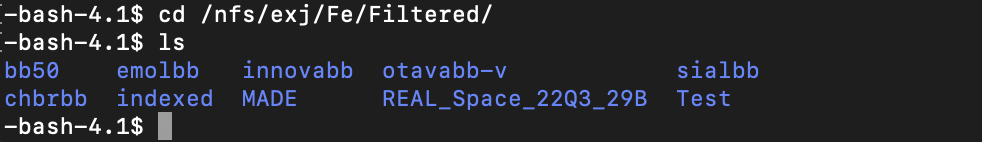 -bash-4.1$ cd /nfs/exj/Fe/Filtered/
-bash-4.1$ ls
bb50 emolbb innovabb otavabb-v sialbb
chbrbb indexed MADE REAL_Space_22Q3_29B Test
-bash-4.1$